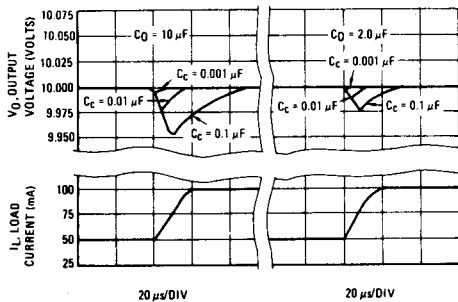 VO. OUTPUT
VOLTAGE (VOLTS)
10.075
10.050
10.025
10.000
9.975
9.950
CO = 10 μF
CC = 0.001 μF
CC = 0.01 μF
CC = 0.1 μF
CO = 2.0 μF
CC = 0.001 μF
CC = 0.01 μF
CC = 0.1 μF
IL. LOAD
CURRENT (mA)
100
75
50
25
20 μs/DIV
20 μs/DIV